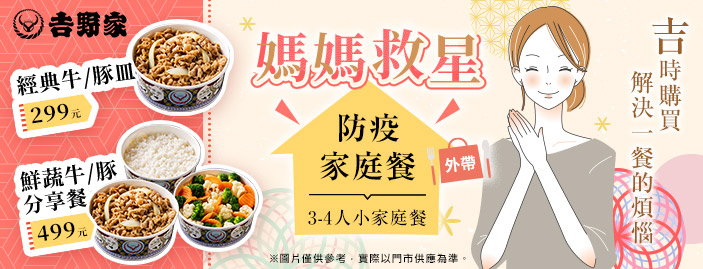 吉野家
經典牛/豚皿
299元
鮮蔬牛/豚
分享餐
499元
媽媽救星
防疫
家庭餐
3-4人小家庭餐
外帶
吉時購買
解決一餐的煩惱
※圖片僅供參考，實際以門市供應為準。